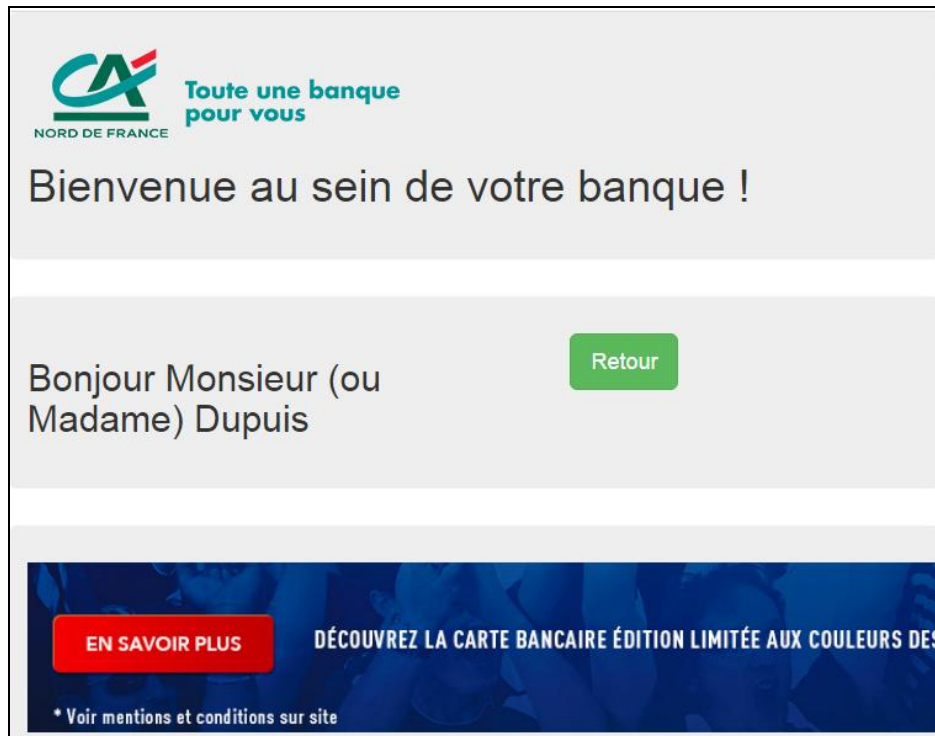 CA
Toute une banque
pour vous
NORD DE FRANCE
Bienvenue au sein de votre banque !
Bonjour Monsieur (ou
Madame) Dupuis
Retour
EN SAVOIR PLUS
DÉCOUVREZ LA CARTE BANCAIRE ÉDITION LIMITÉE AUX COULEURS DES
* Voir mentions et conditions sur site